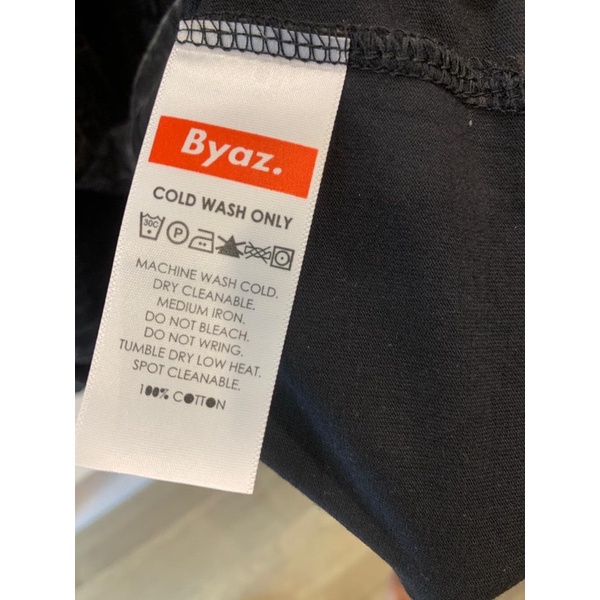 Byaz.
COLD WASH ONLY
30C P
MACHINE WASH COLD.
DRY CLEANABLE.
MEDIUM IRON.
DO NOT BLEACH.
DO NOT WRING.
TUMBLE DRY LOW HEAT.
SPOT CLEANABLE.
100% COTTON